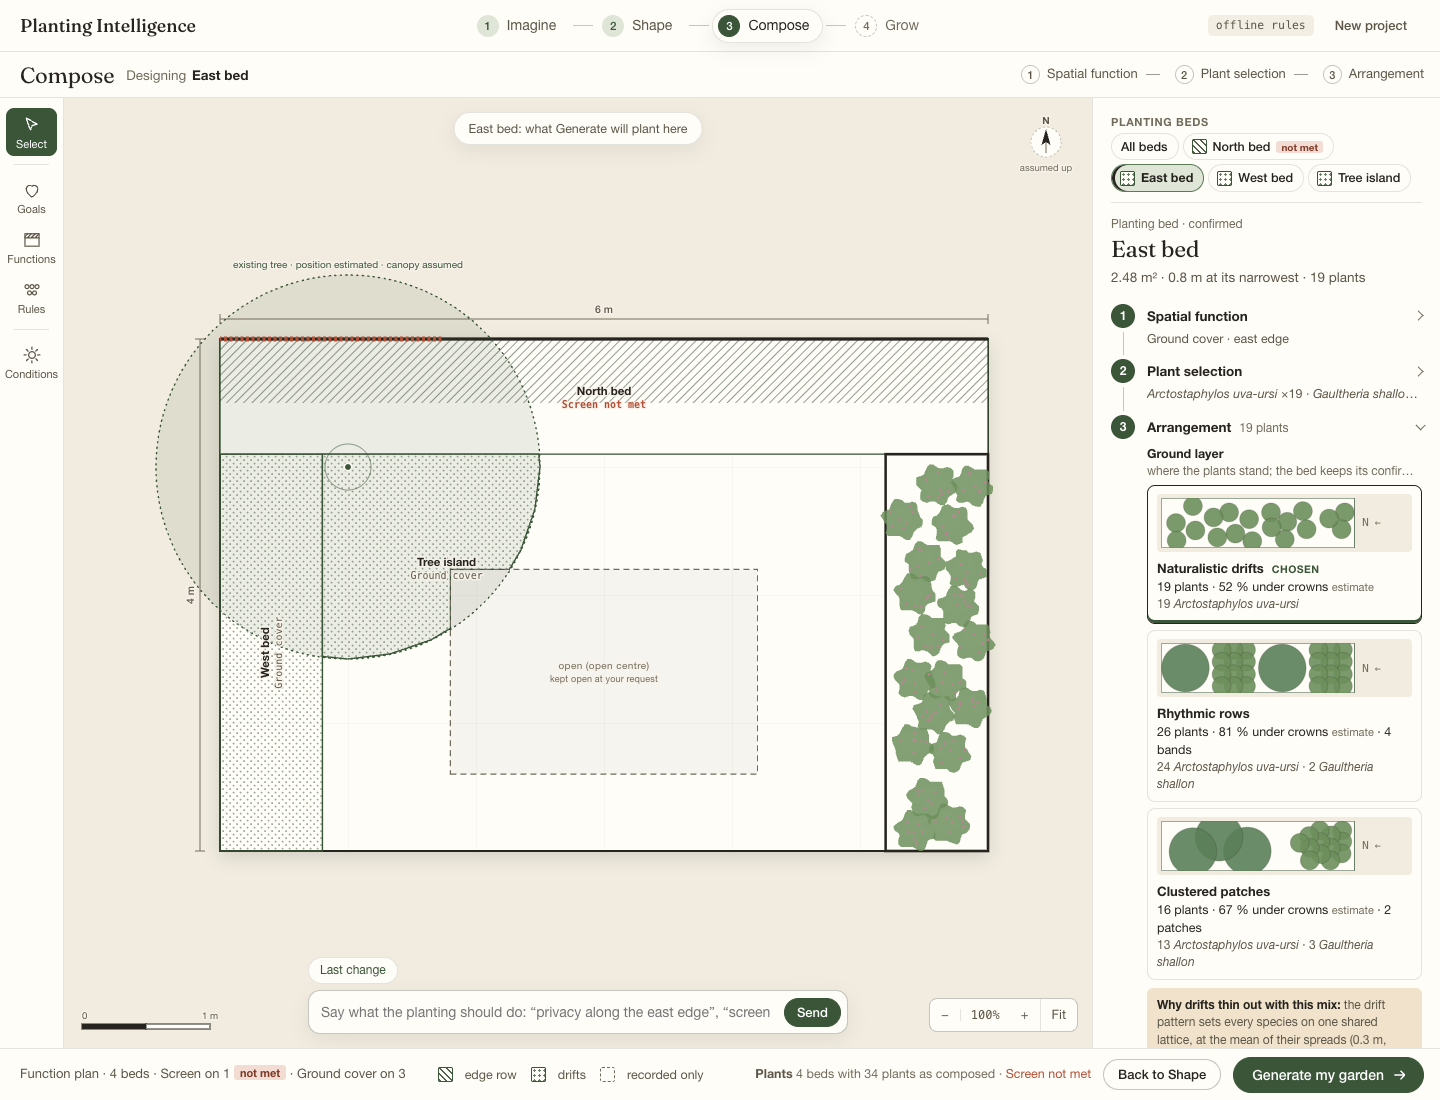 Planting Intelligence
1 Imagine
2 Shape
3 Compose
4 Grow
offline rules
New project
Compose
Designing East bed
1 Spatial function
2 Plant selection
3 Arrangement
Select
Goals
Functions
Rules
Conditions
East bed: what Generate will plant here
N
assumed up
existing tree · position estimated · canopy assumed
6 m
4 m
North bed
Screen not met
Tree island
Ground cover
West bed
Ground cover
open (open centre)
kept open at your request
Last change
Say what the planting should do: “privacy along the east edge”, “screen
Send
0 1 m
− 100% + Fit
PLANTING BEDS
All beds
North bed not met
East bed
West bed
Tree island
Planting bed · confirmed
East bed
2.48 m² · 0.8 m at its narrowest · 19 plants
1 Spatial function
Ground cover · east edge
2 Plant selection
Arctostaphylos uva-ursi ×19 · Gaultheria shallo…
3 Arrangement 19 plants
Ground layer
where the plants stand; the bed keeps its confir…
N ←
Naturalistic drifts CHOSEN
19 plants · 52 % under crowns estimate
19 Arctostaphylos uva-ursi
N ←
Rhythmic rows
26 plants · 81 % under crowns estimate · 4
bands
24 Arctostaphylos uva-ursi · 2 Gaultheria
shallon
N ←
Clustered patches
16 plants · 67 % under crowns estimate · 2
patches
13 Arctostaphylos uva-ursi · 3 Gaultheria
shallon
Why drifts thin out with this mix: the drift
pattern sets every species on one shared
lattice, at the mean of their spreads (0.3 m,
Function plan · 4 beds · Screen on 1 not met · Ground cover on 3
edge row
drifts
recorded only
Plants 4 beds with 34 plants as composed · Screen not met
Back to Shape
Generate my garden →